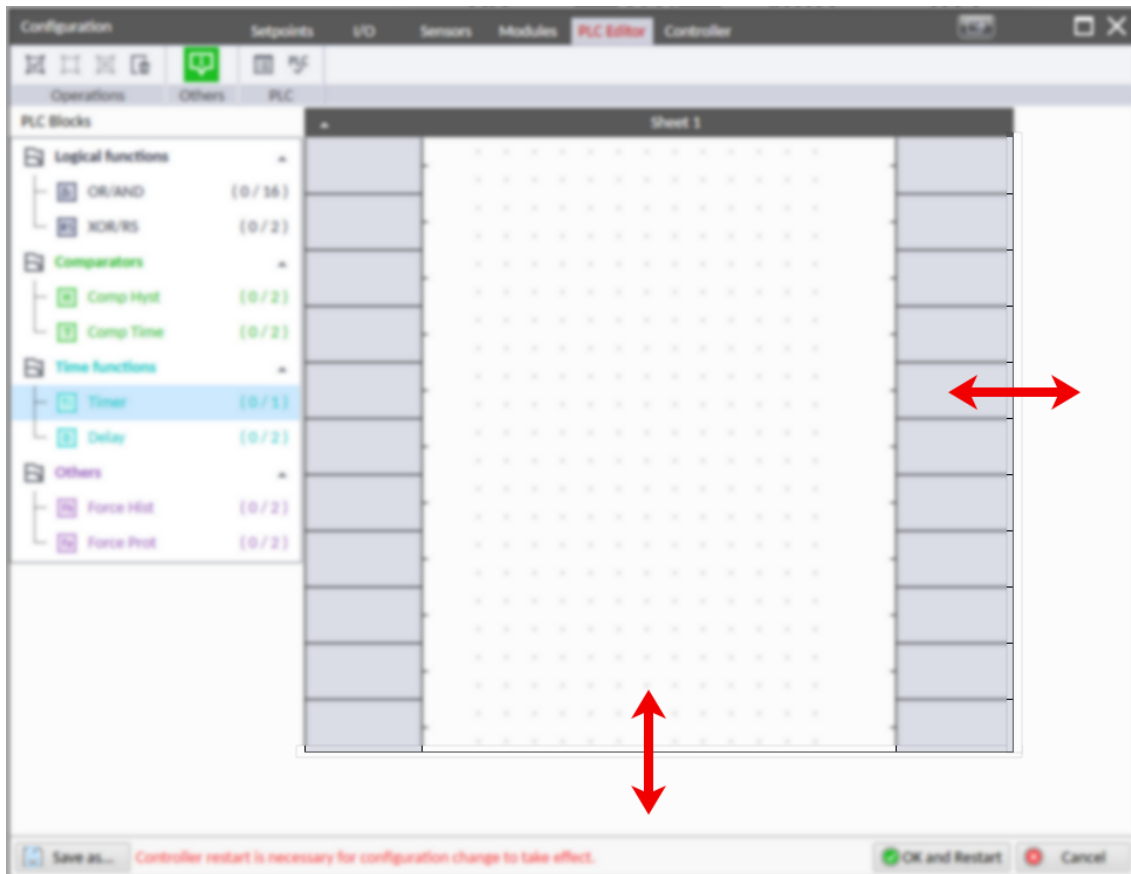 Configuration
Setpoints I/O Sensors Modules PLC Editor Controller
Operations Others PLC
PLC Blocks
Sheet 1
Logical functions
OR/AND (0/16)
XOR/RS (0/2)
Comparators
Comp Hyst (0/2)
Comp Time (0/2)
Time functions
Timer (0/1)
Delay (0/2)
Others
Force Hist (0/2)
Force Prot (0/2)
Save as... Controller restart is necessary for configuration change to take effect. OK and Restart Cancel